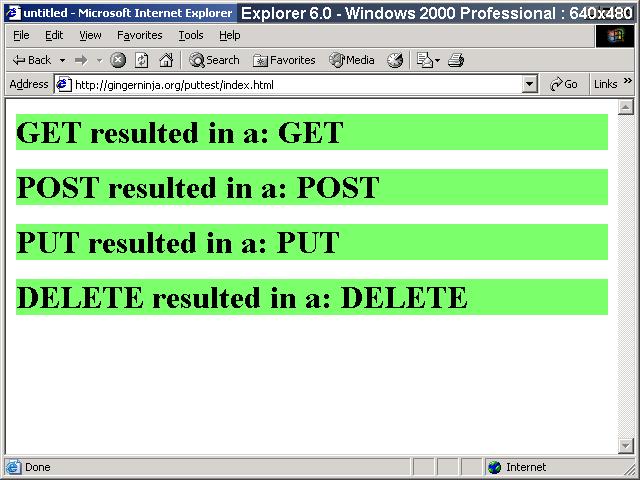 untitled - Microsoft Internet Explorer
Explorer 6.0 - Windows 2000 Professional : 640x480
File Edit View Favorites Tools Help
Back Search Favorites Media
Address http://gingerninja.org/puttest/index.html Go Links »
GET resulted in a: GET
POST resulted in a: POST
PUT resulted in a: PUT
DELETE resulted in a: DELETE
Done Internet